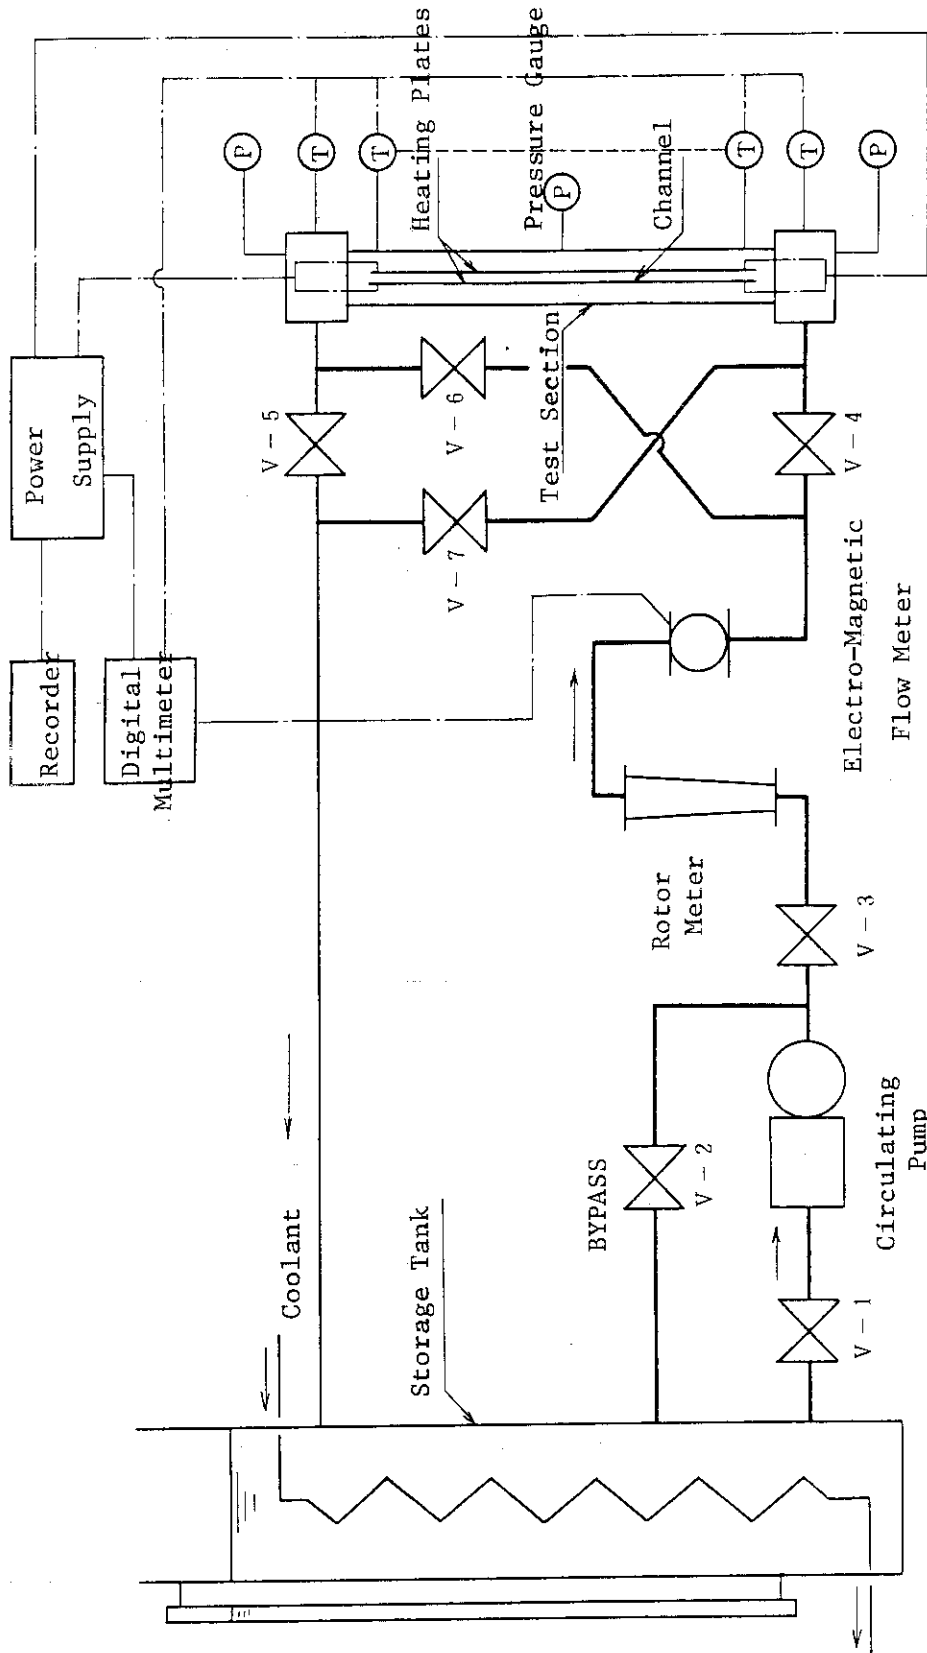 Recorder
Digital
Multimeter
Power
Supply
P
T
T
P
T
T
P
Heating Plates
Pressure Gauge
Channel
Test Section
V-5
V-6
V-7
V-4
Electro-Magnetic
Flow Meter
Rotor
Meter
V-3
BYPASS
V-2
Circulating
Pump
V-1
Coolant
Storage Tank